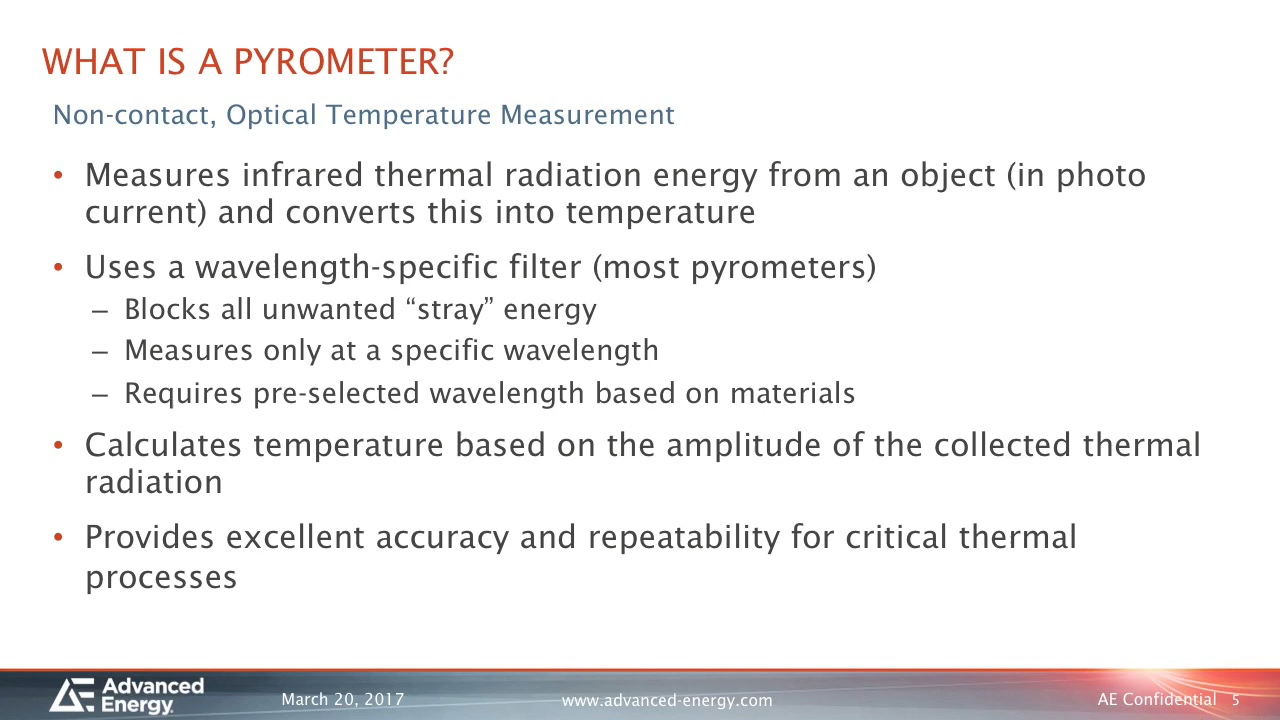 WHAT IS A PYROMETER?
Non-contact, Optical Temperature Measurement
• Measures infrared thermal radiation energy from an object (in photo
current) and converts this into temperature
• Uses a wavelength-specific filter (most pyrometers)
– Blocks all unwanted “stray” energy
– Measures only at a specific wavelength
– Requires pre-selected wavelength based on materials
• Calculates temperature based on the amplitude of the collected thermal
radiation
• Provides excellent accuracy and repeatability for critical thermal
processes
Advanced
Energy
March 20, 2017
www.advanced-energy.com
AE Confidential 5